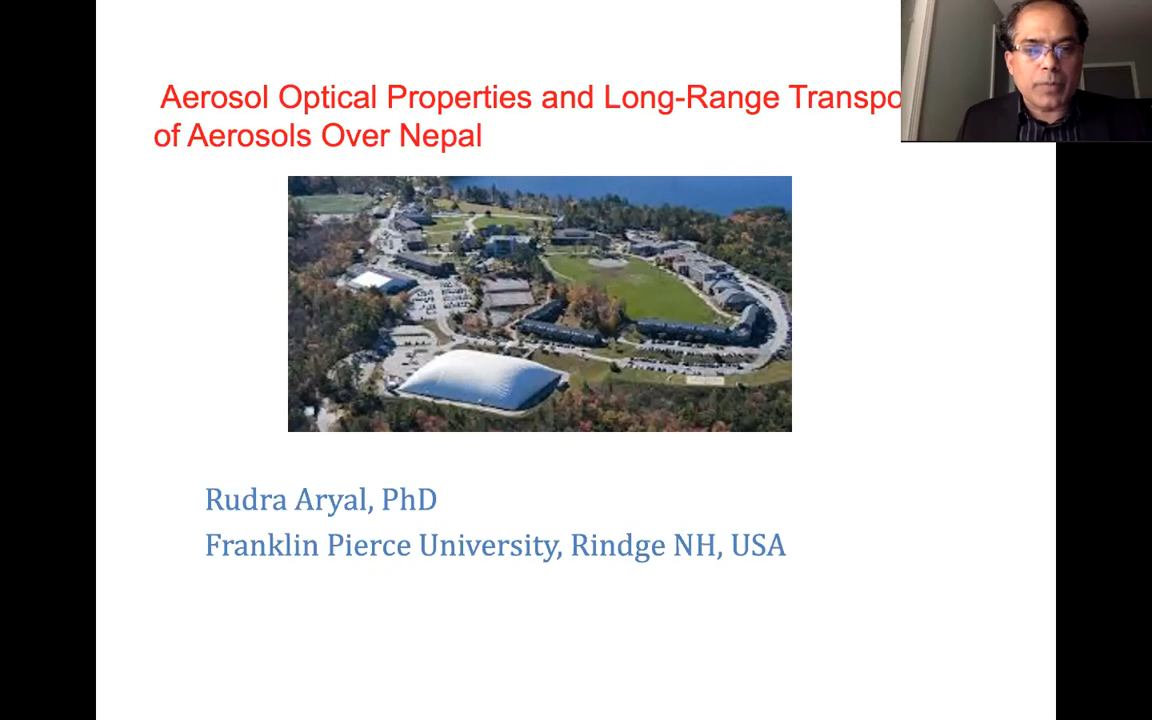 Aerosol Optical Properties and Long-Range Transpo
of Aerosols Over Nepal
Rudra Aryal, PhD
Franklin Pierce University, Rindge NH, USA